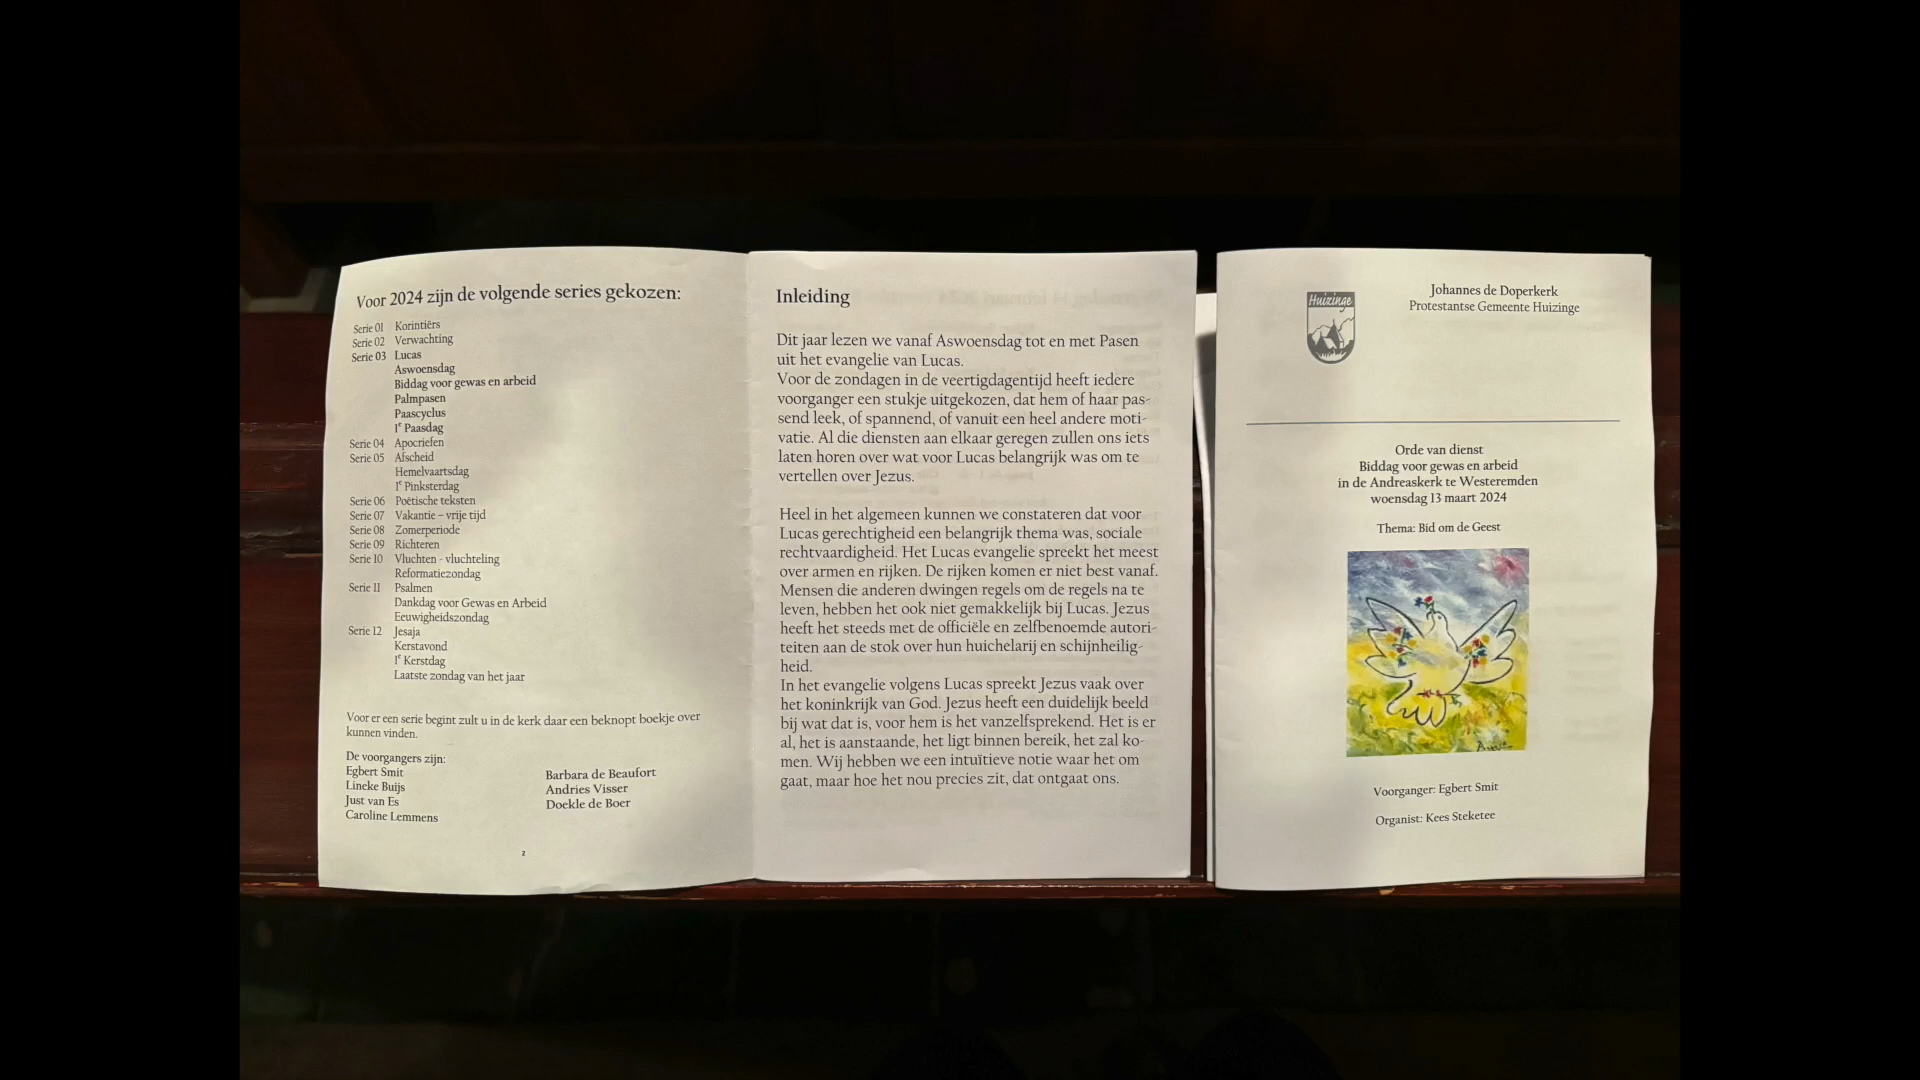 Voor 2024 zijn de volgende series gekozen:
Serie 01 Korintiërs
Serie 02 Verwachting
Serie 03 Lucas
Aswoensdag
Biddag voor gewas en arbeid
Palmpasen
Paascyclus
1e Paasdag
Serie 04 Apocriefen
Serie 05 Afscheid
Hemelvaartsdag
1e Pinksterdag
Serie 06 Poëtische teksten
Serie 07 Vakantie – vrije tijd
Serie 08 Zomerperiode
Serie 09 Richteren
Serie 10 Vluchten - vluchteling
Reformatiezondag
Serie 11 Psalmen
Dankdag voor Gewas en Arbeid
Eeuwigheidszondag
Serie 12 Jesaja
Kerstavond
1e Kerstdag
Laatste zondag van het jaar
Voor er een serie begint zult u in de kerk daar een beknopt boekje over
kunnen vinden.
De voorgangers zijn:
Egbert Smit
Lineke Buijs
Just van Es
Caroline Lemmens
Barbara de Beaufort
Andries Visser
Doekle de Boer
2
Inleiding
Dit jaar lezen we vanaf Aswoensdag tot en met Pasen
uit het evangelie van Lucas.
Voor de zondagen in de veertigdagentijd heeft iedere
voorganger een stukje uitgekozen, dat hem of haar pas-
send leek, of spannend, of vanuit een heel andere moti-
vatie. Al die diensten aan elkaar geregen zullen ons iets
laten horen over wat voor Lucas belangrijk was om te
vertellen over Jezus.
Heel in het algemeen kunnen we constateren dat voor
Lucas gerechtigheid een belangrijk thema was, sociale
rechtvaardigheid. Het Lucas evangelie spreekt het meest
over armen en rijken. De rijken komen er niet best vanaf.
Mensen die anderen dwingen regels om de regels na te
leven, hebben het ook niet gemakkelijk bij Lucas. Jezus
heeft het steeds met de officiële en zelfbenoemde autori-
teiten aan de stok over hun huichelarij en schijnheilig-
heid.
In het evangelie volgens Lucas spreekt Jezus vaak over
het koninkrijk van God. Jezus heeft een duidelijk beeld
bij wat dat is, voor hem is het vanzelfsprekend. Het is er
al, het is aanstaande, het ligt binnen bereik, het zal ko-
men. Wij hebben we een intuïtieve notie waar het om
gaat, maar hoe het nou precies zit, dat ontgaat ons.
Huizinge
Johannes de Doperkerk
Protestantse Gemeente Huizinge
Orde van dienst
Biddag voor gewas en arbeid
in de Andreaskerk te Westeremden
woensdag 13 maart 2024
Thema: Bid om de Geest
Voorganger: Egbert Smit
Organist: Kees Steketee